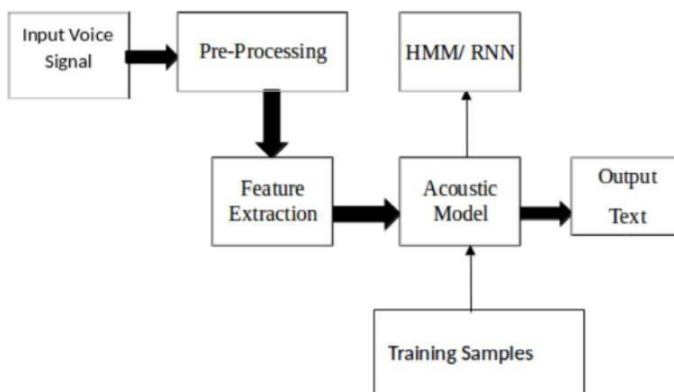 Input Voice
Signal
Pre-Processing
HMM/ RNN
Feature
Extraction
Acoustic
Model
Output
Text
Training Samples